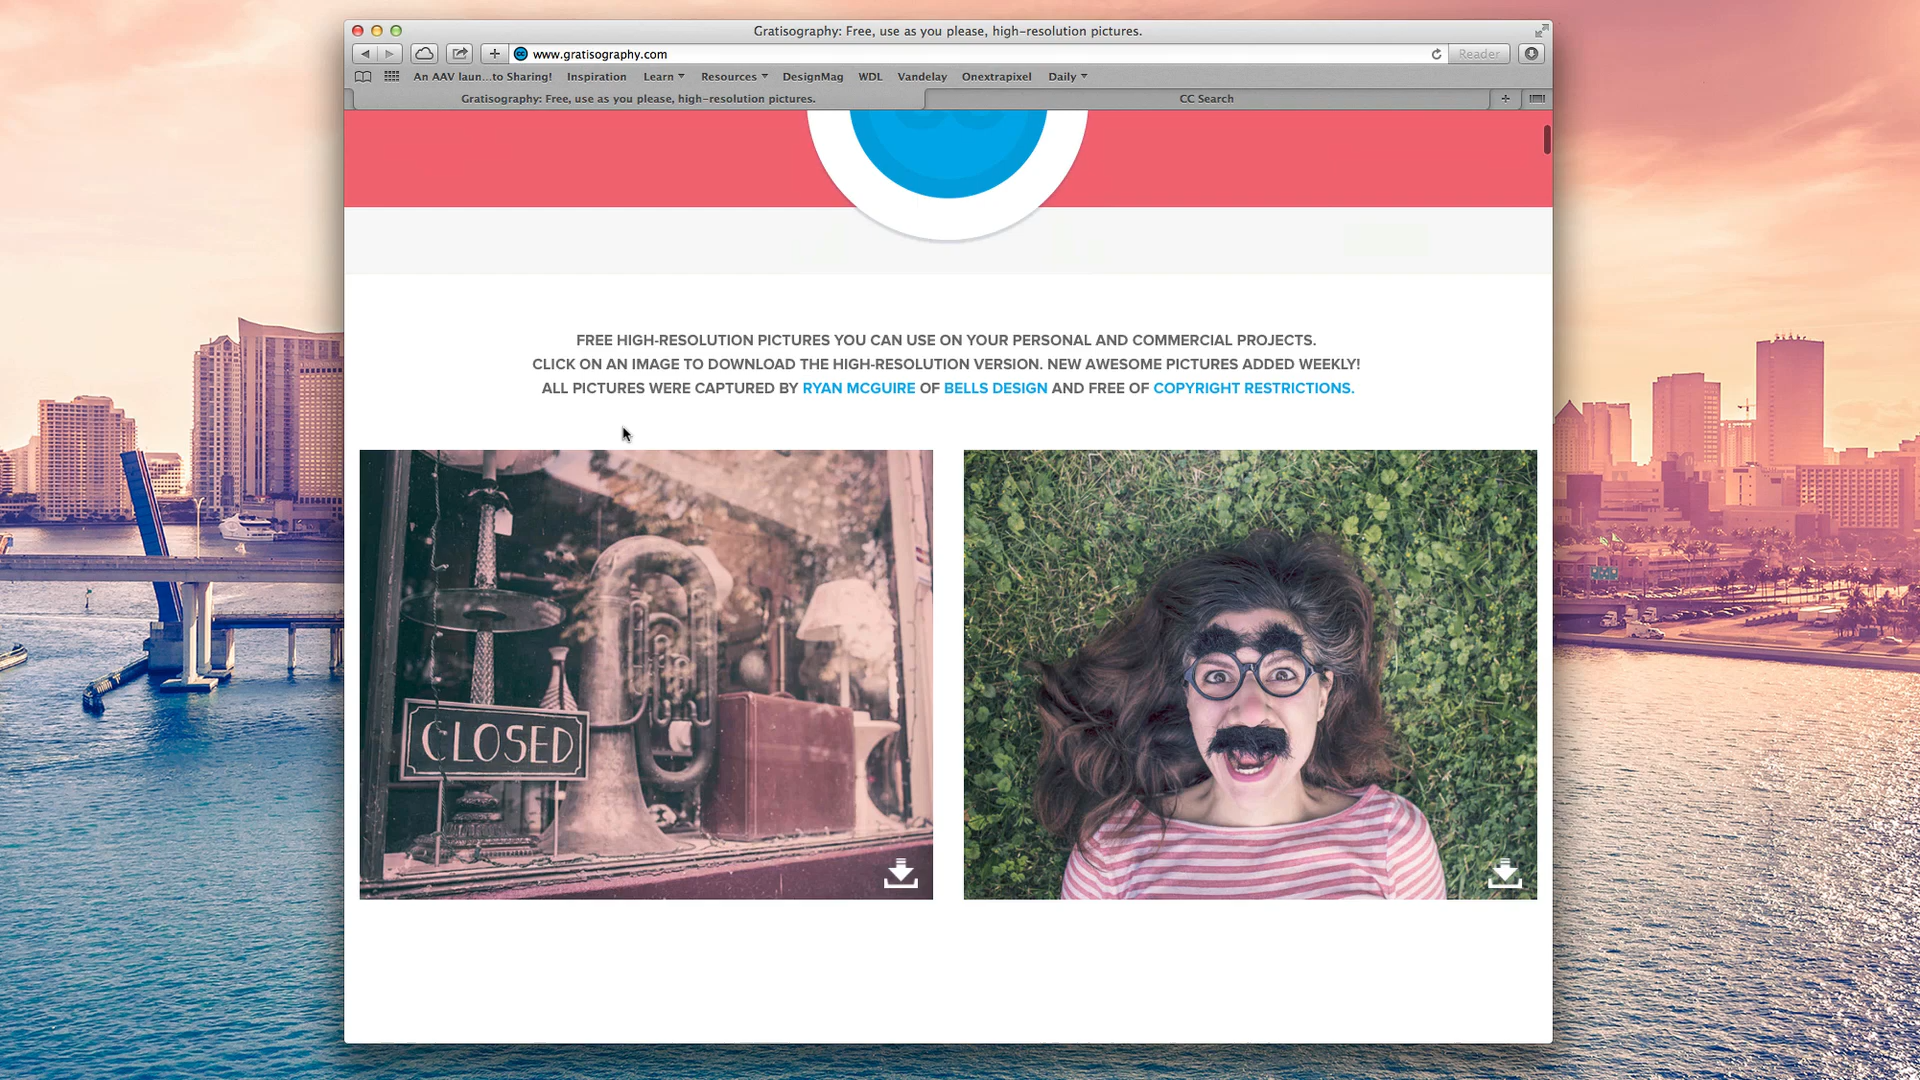 Gratisography: Free, use as you please, high-resolution pictures.
www.gratisography.com
Reader
An AAV laun...to Sharing! Inspiration Learn Resources DesignMag WDL Vandelay Onextrapixel Daily
Gratisography: Free, use as you please, high-resolution pictures.
CC Search
FREE HIGH-RESOLUTION PICTURES YOU CAN USE ON YOUR PERSONAL AND COMMERCIAL PROJECTS.
CLICK ON AN IMAGE TO DOWNLOAD THE HIGH-RESOLUTION VERSION. NEW AWESOME PICTURES ADDED WEEKLY!
ALL PICTURES WERE CAPTURED BY RYAN MCGUIRE OF BELLS DESIGN AND FREE OF COPYRIGHT RESTRICTIONS.
CLOSED